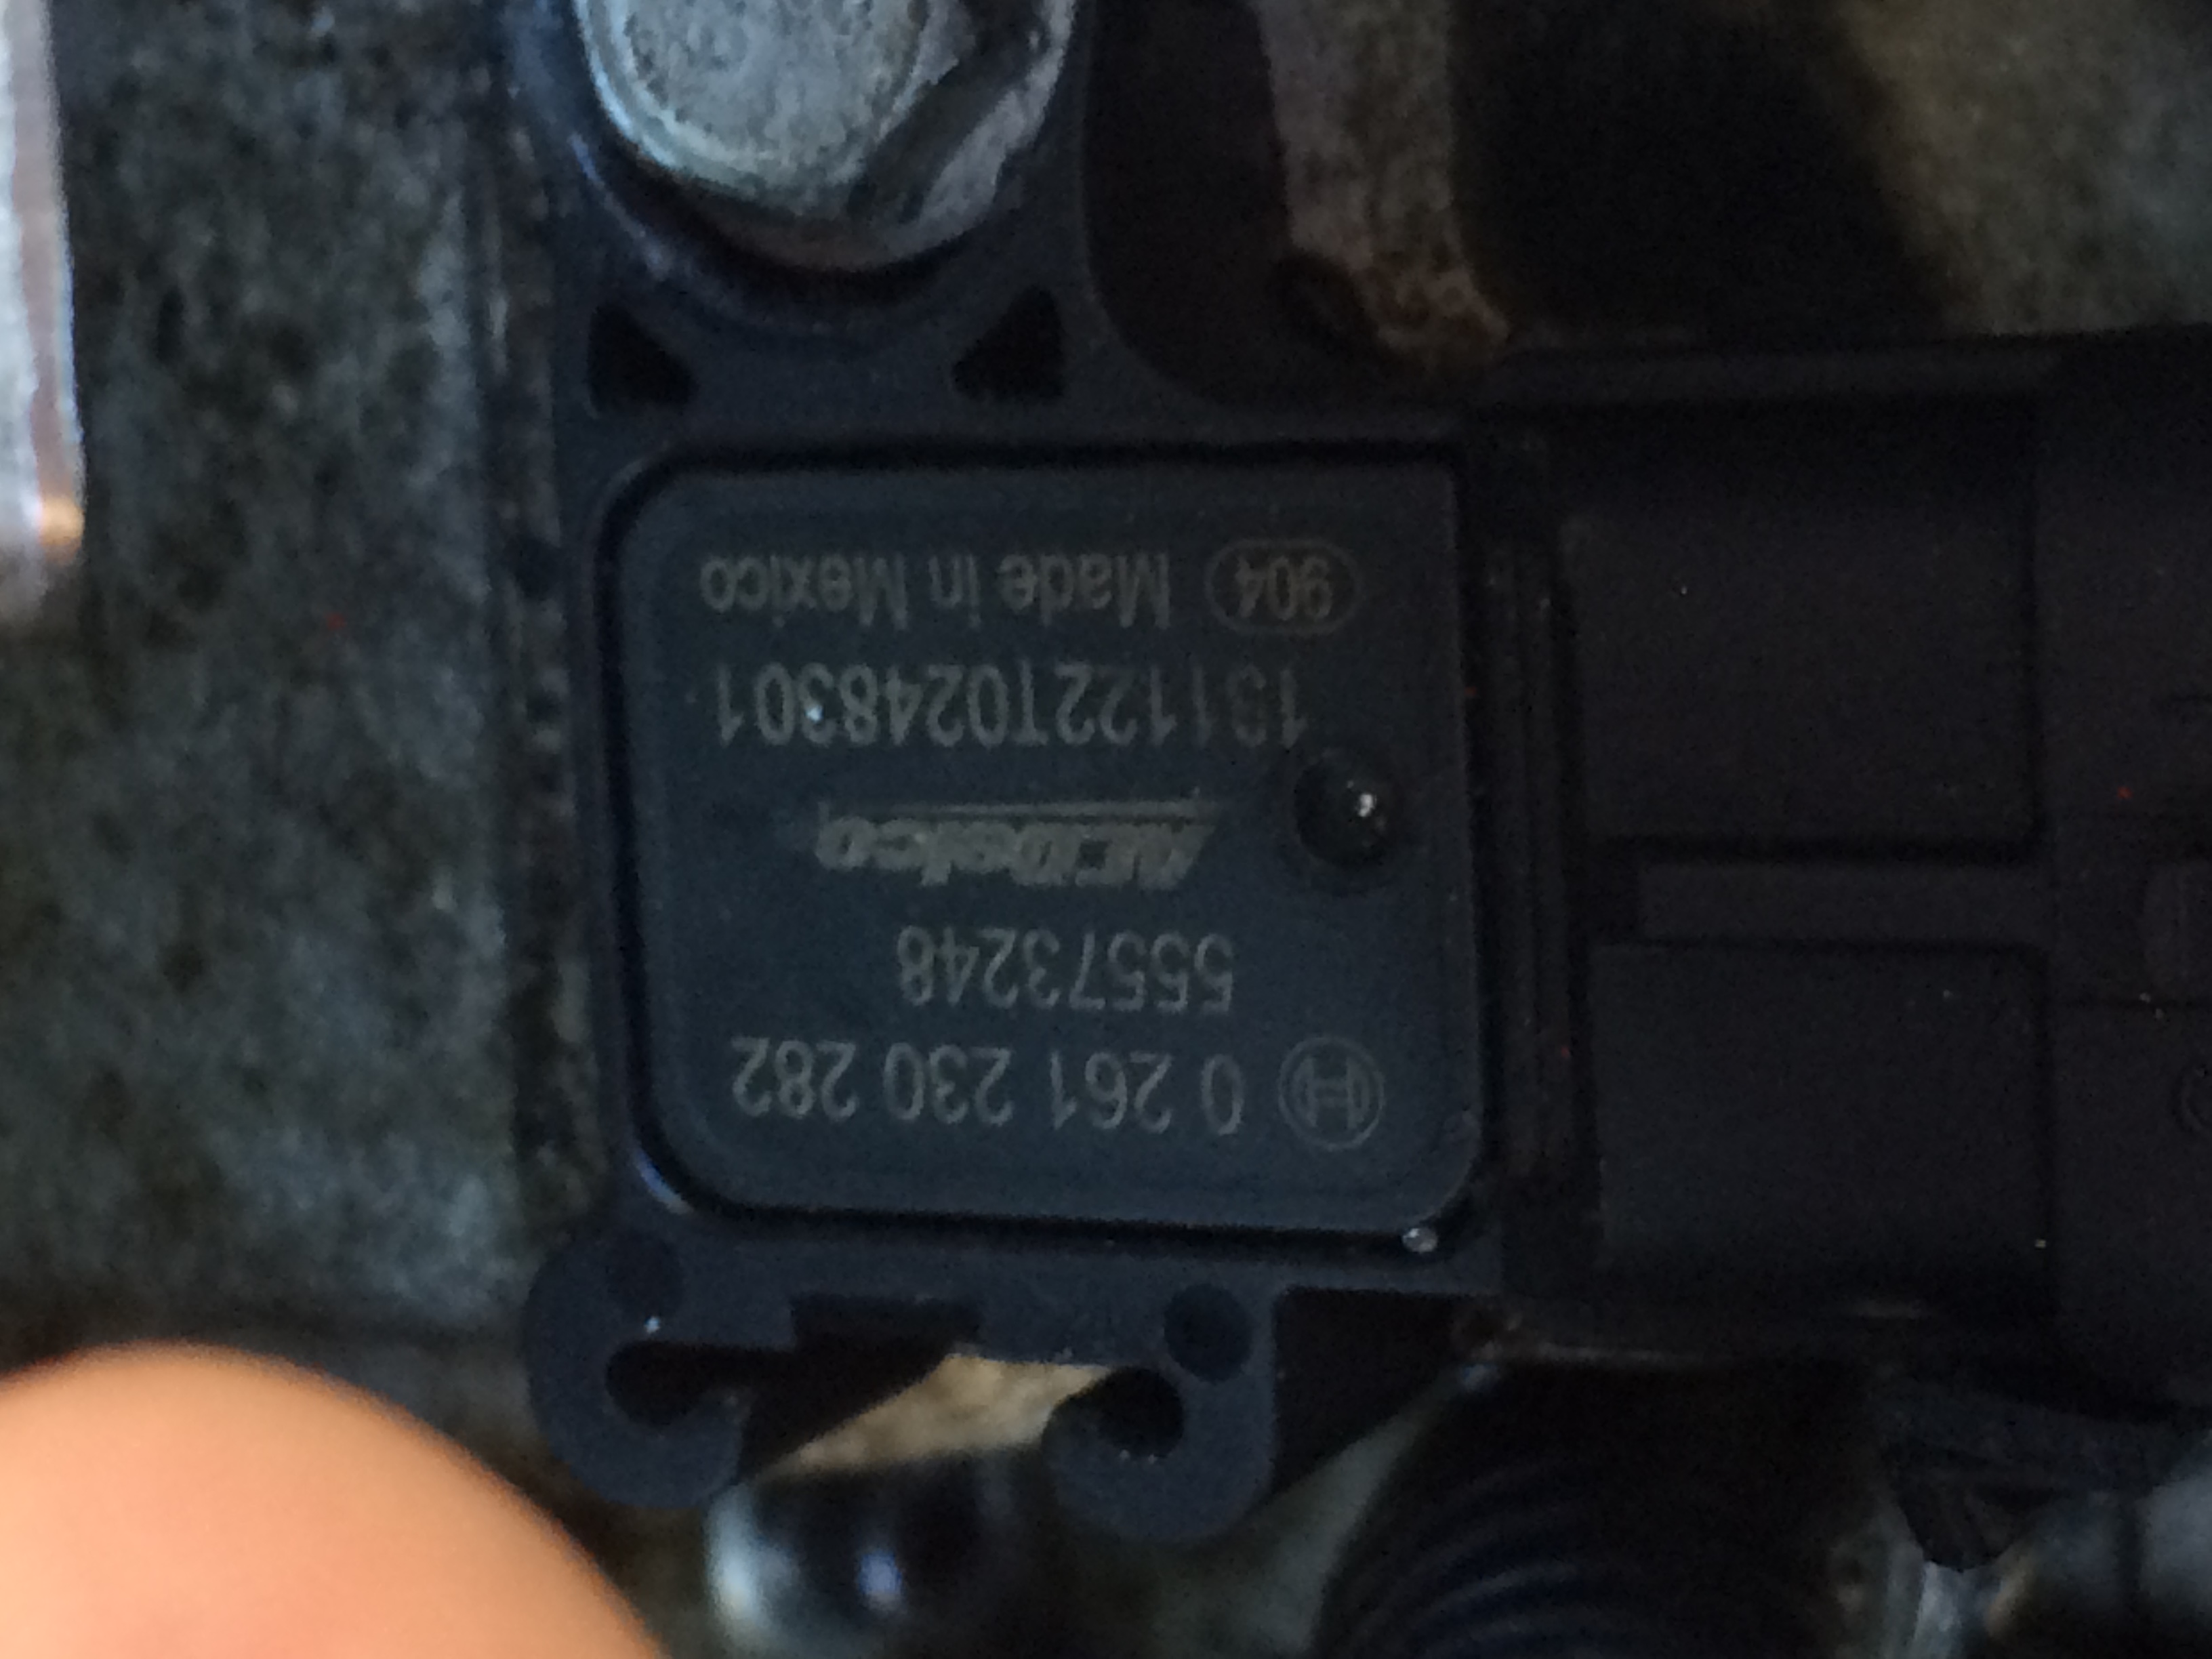 0 261 230 282
55573248
ACDelco
131122T0248301
904 Made in Mexico